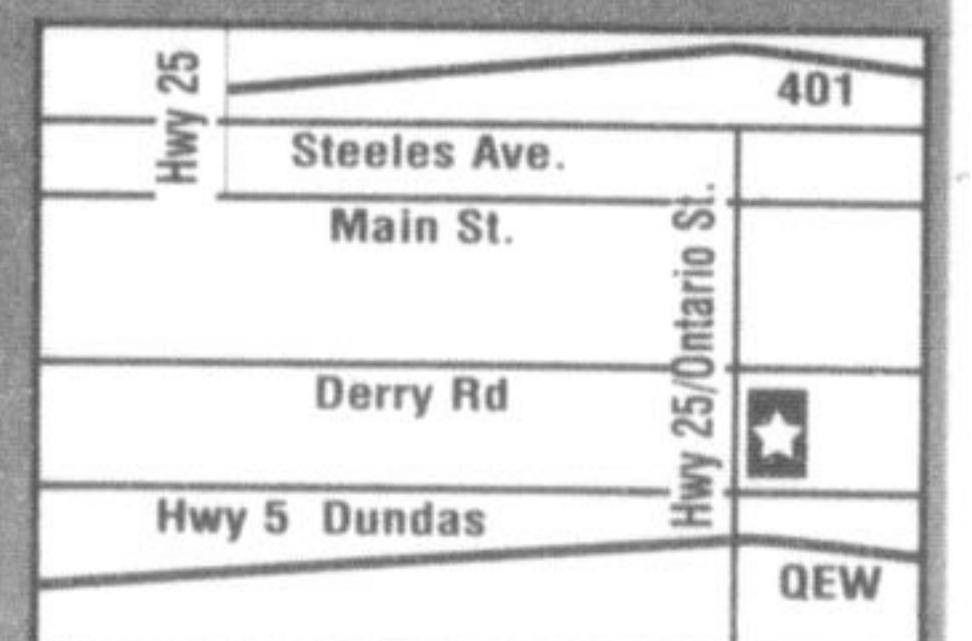 Hwy 25
401
Steeles Ave.
Main St.
Hwy 25/Ontario St.
Derry Rd
Hwy 5 Dundas
QEW